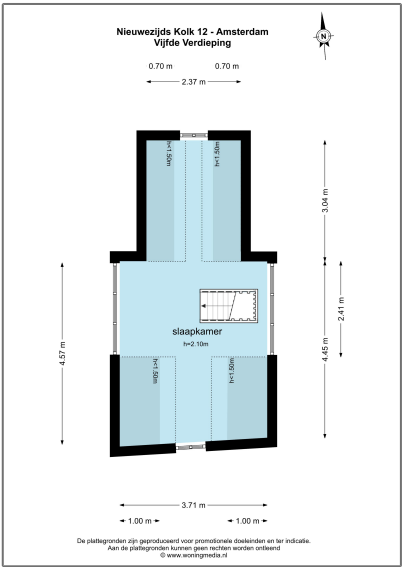 Nieuwezijds Kolk 12 - Amsterdam
Vijfde Verdieping
N
0.70 m 0.70 m
2.37 m
h<1.50m h<1.50m
3.04 m
2.41 m
4.57 m
4.45 m
slaapkamer
h=2.10m
h<1.50m h<1.50m
3.71 m
1.00 m 1.00 m
De plattegronden zijn geproduceerd voor promotionele doeleinden en ter indicatie.
Aan de plattegronden kunnen geen rechten worden ontleend
© www.woningmedia.nl